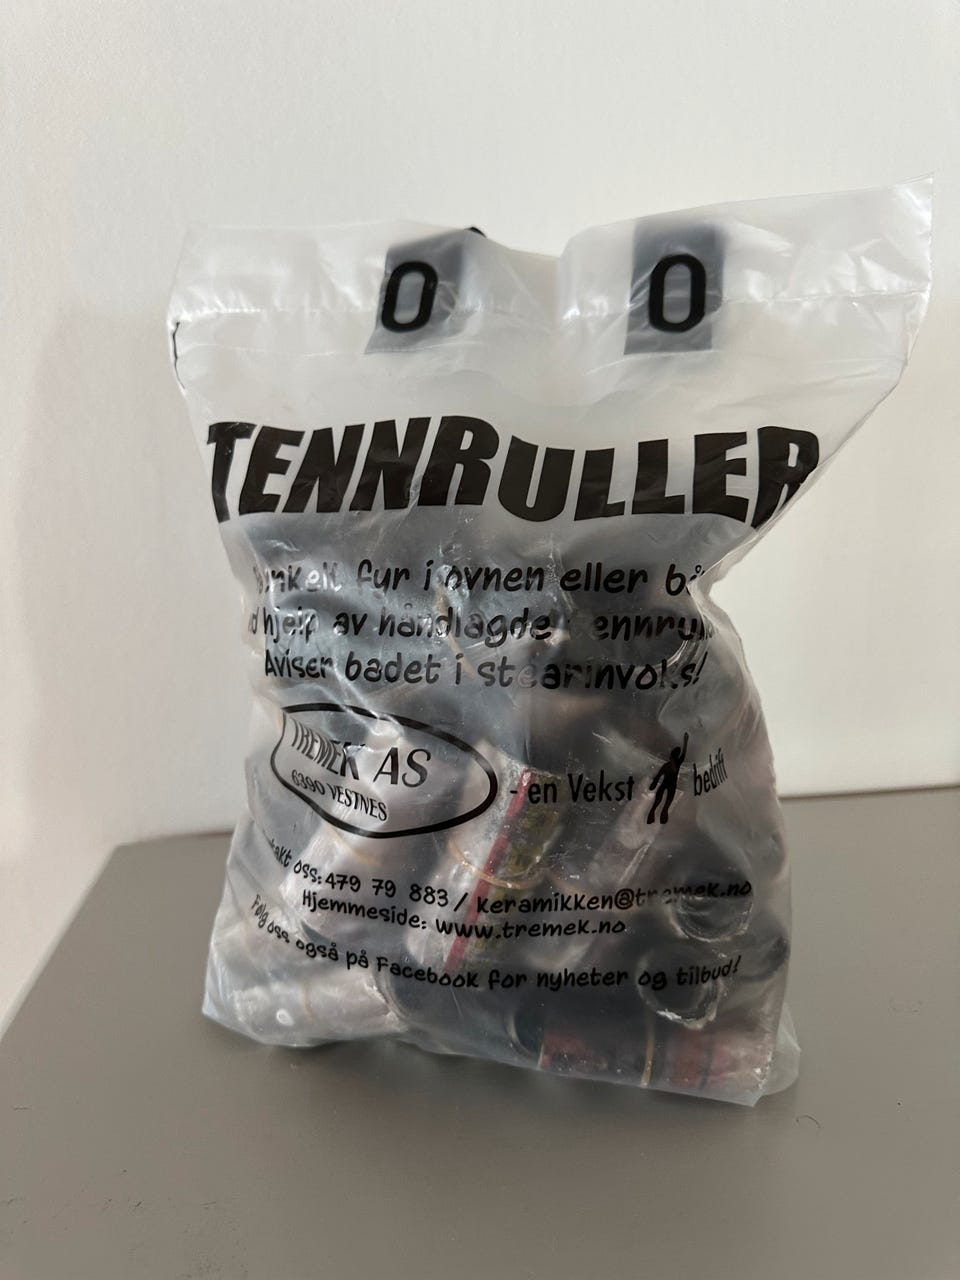 0 0
TENNRULLER
enkelt fyr i ovnen eller
hjelp av håndlagde
Aviser badet i stearinvoks!
TREMEK AS
6390 VESTNES
- en Vekst bedrift
oss: 479 79 883 / keramikken@tremek.no
Hjemmeside: www.tremek.no
Følg oss også på Facebook for nyheter og tilbud!